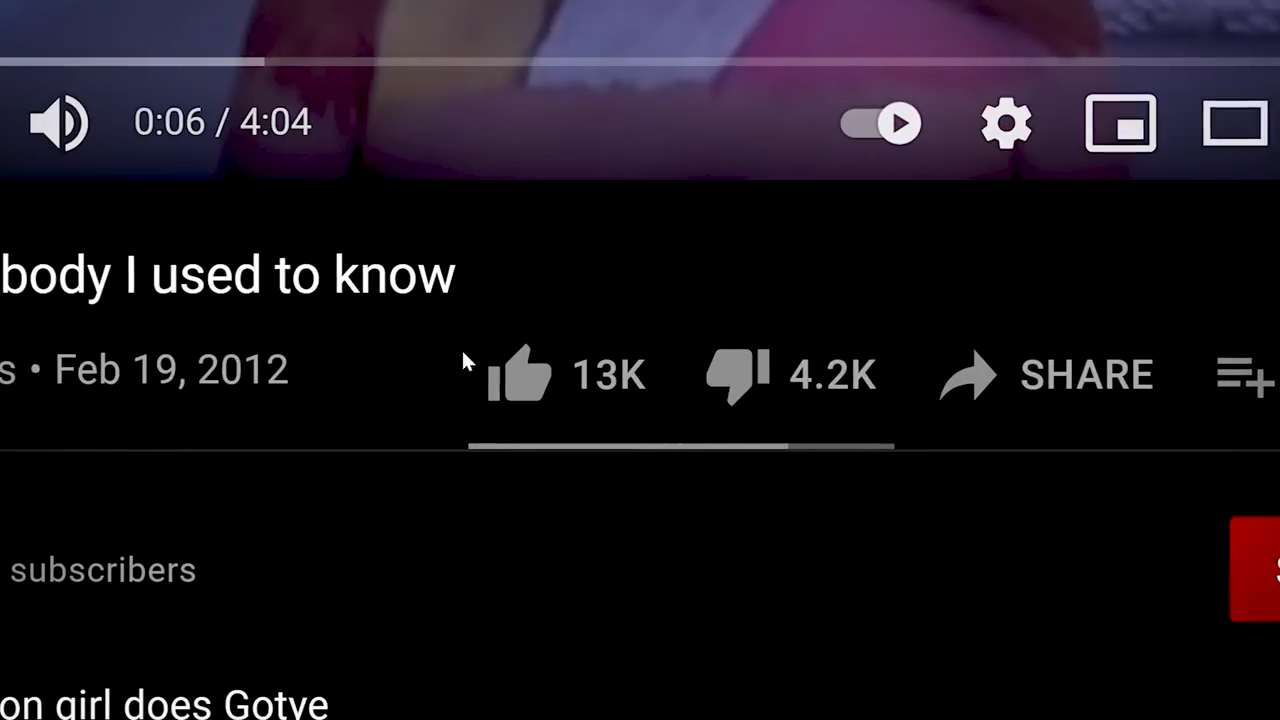 0:06 / 4:04
body I used to know
s • Feb 19, 2012 13K 4.2K SHARE
subscribers
on girl does Gotye